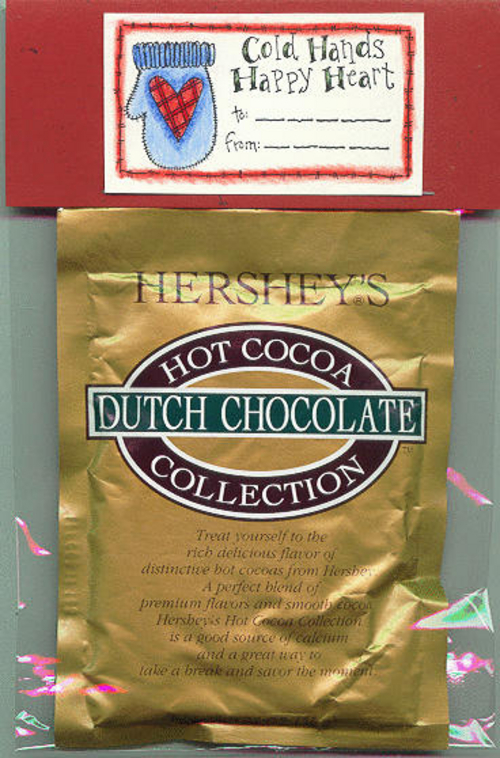 Cold Hands
Happy Heart
to:
from:
HERSHEY'S®
HOT COCOA
DUTCH CHOCOLATE
TM
COLLECTION
Treat yourself to the
rich delicious flavor of
distinctive hot cocoas from Hershey
A perfect blend of
premium flavors and smooth cocoa
Hershey's Hot Cocoa Collection
is a good source of calcium
and a great way to
take a break and savor the moment.